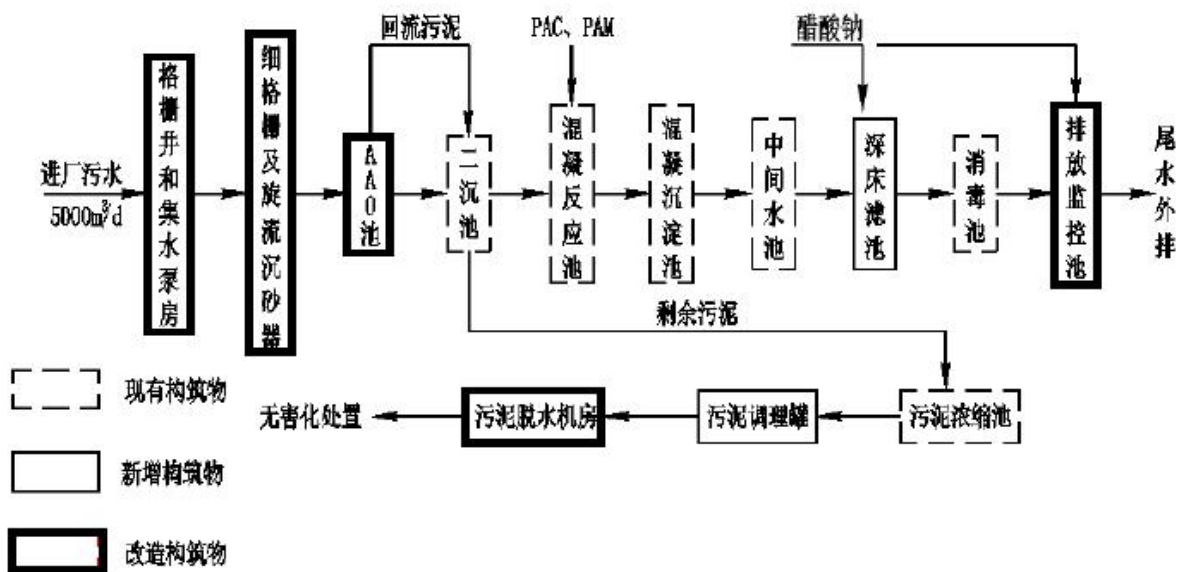 回流污泥
PAC、PAM
醋酸钠
进厂污水
5000m³/d
格栅井和集水泵房
细格栅及旋流沉砂器
AAO池
二沉池
混凝反应池
混凝沉淀池
中间水池
深床滤池
消毒池
排放监控池
尾水外排
剩余污泥
现有构筑物
无害化处置
污泥脱水机房
污泥调理罐
污泥浓缩池
新增构筑物
改造构筑物